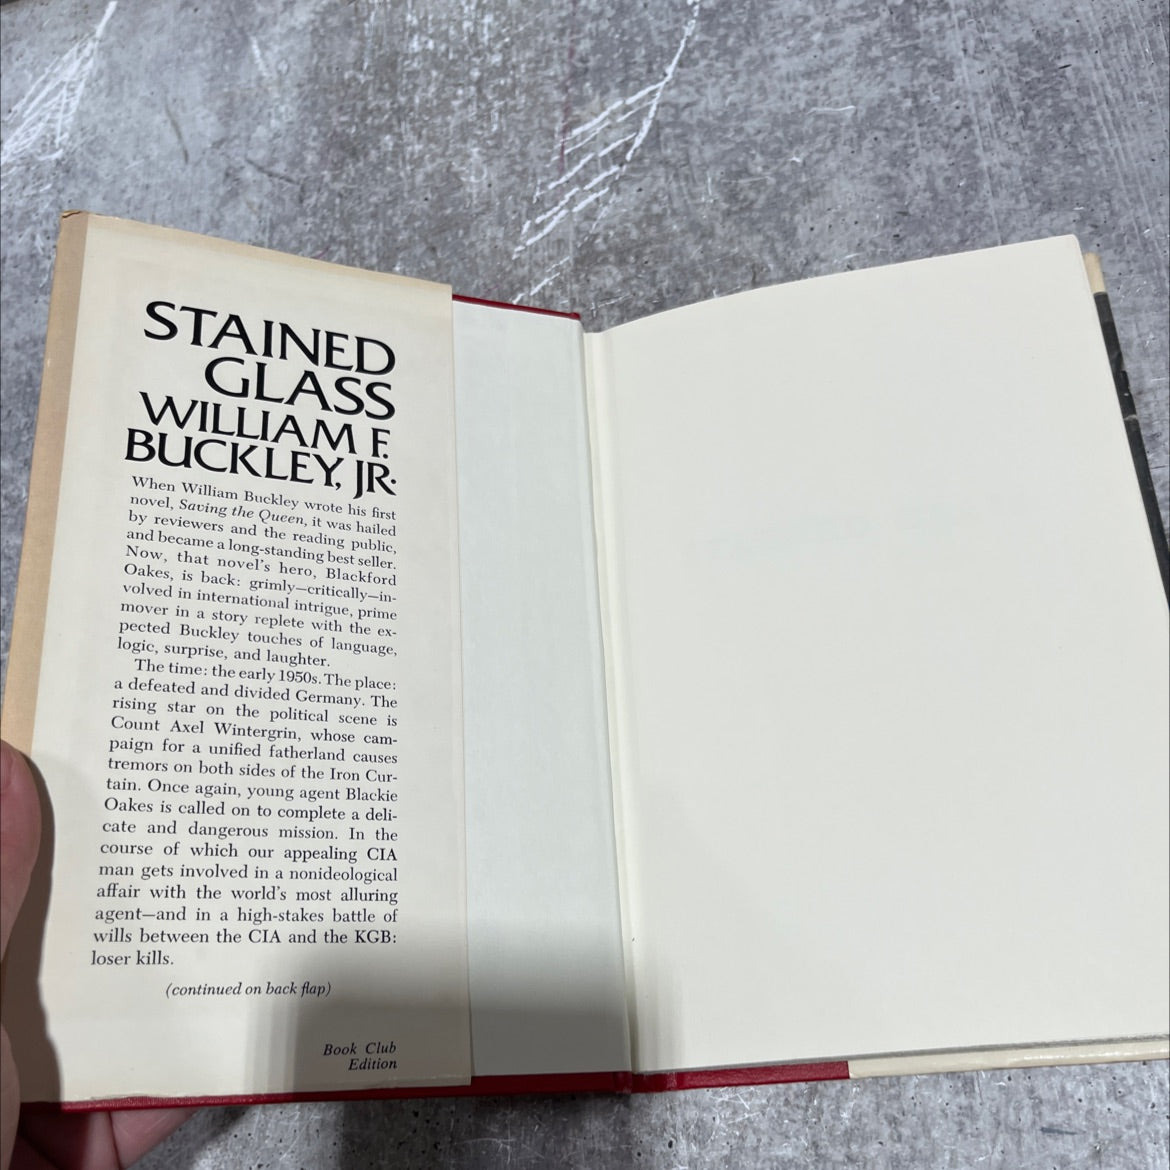 STAINED
GLASS
WILLIAM F.
BUCKLEY, JR.
When William Buckley wrote his first
novel, Saving the Queen, it was hailed
by reviewers and the reading public,
and became a long-standing best seller.
Now, that novel's hero, Blackford
Oakes, is back: grimly—critically—in-
volved in international intrigue, prime
mover in a story replete with the ex-
pected Buckley touches of language,
logic, surprise, and laughter.
The time: the early 1950s. The place:
a defeated and divided Germany. The
rising star on the political scene is
Count Axel Wintergrin, whose cam-
paign for a unified fatherland causes
tremors on both sides of the Iron Cur-
tain. Once again, young agent Blackie
Oakes is called on to complete a deli-
cate and dangerous mission. In the
course of which our appealing CIA
man gets involved in a nonideological
affair with the world's most alluring
agent—and in a high-stakes battle of
wills between the CIA and the KGB:
loser kills.
(continued on back flap)
Book Club
Edition